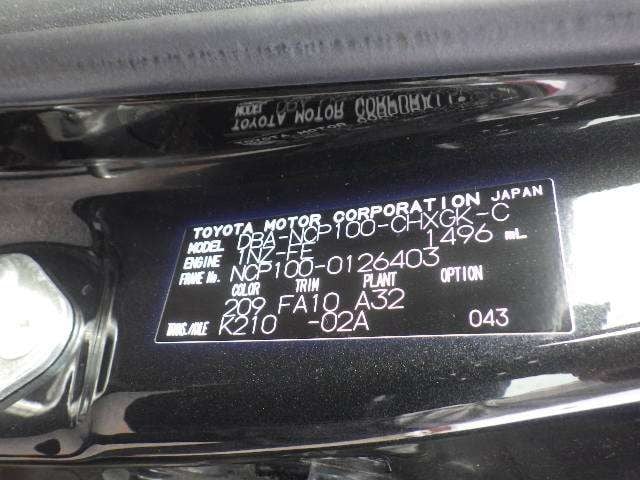 TOYOTA MOTOR CORPORATION JAPAN
MODEL DBA-NCP100-CHXGK-C
ENGINE 1NZ-FE 1496 mL
FRAME No. NCP100-0126403
COLOR TRIM PLANT OPTION
209 FA10 A32
TRANS./AXLE K210 -02A 043